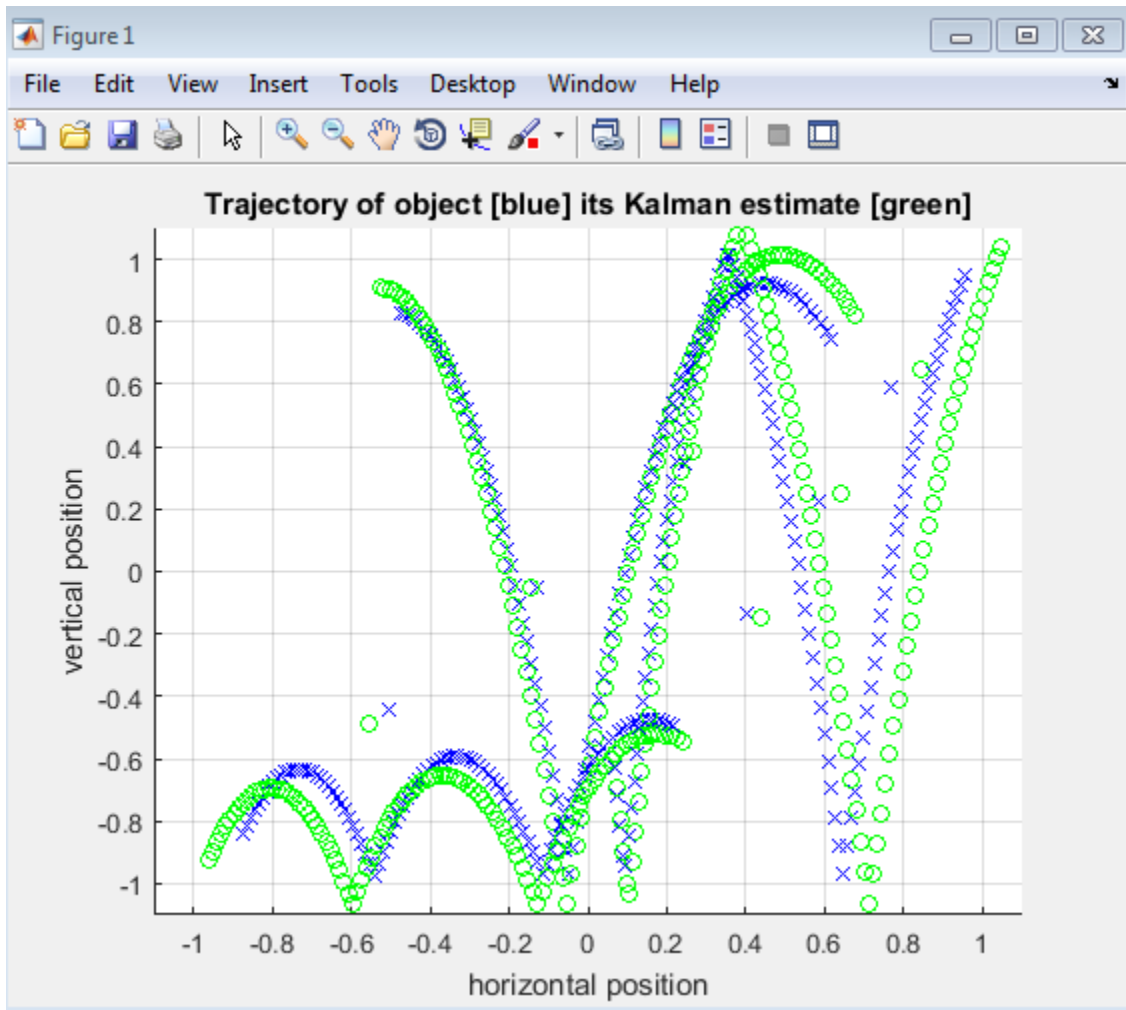 Figure 1
File Edit View Insert Tools Desktop Window Help
Trajectory of object [blue] its Kalman estimate [green]
1
0.8
0.6
0.4
0.2
0
-0.2
-0.4
-0.6
-0.8
-1
vertical position
-1 -0.8 -0.6 -0.4 -0.2 0 0.2 0.4 0.6 0.8 1
horizontal position